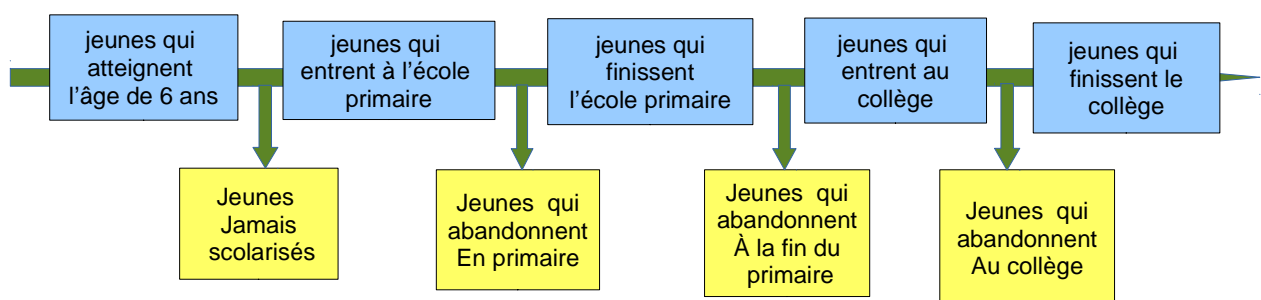 jeunes qui
atteignent
l'âge de 6 ans
jeunes qui
entrent à l'école
primaire
jeunes qui
finissent
l'école primaire
jeunes qui
entrent au
collège
jeunes qui
finissent le
collège
Jeunes
Jamais
scolarisés
Jeunes qui
abandonnent
En primaire
Jeunes qui
abandonnent
À la fin du
primaire
Jeunes qui
abandonnent
Au collège